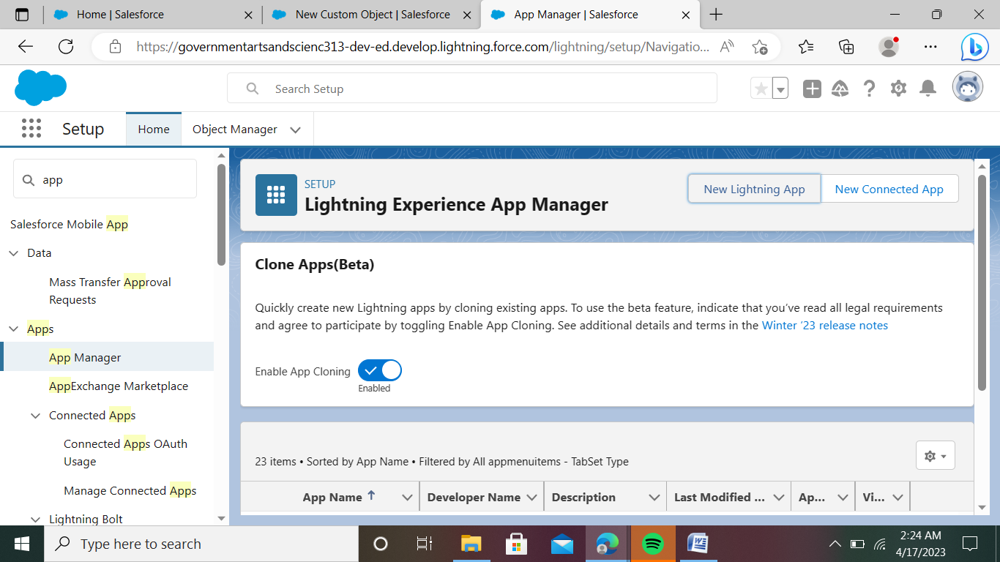 Home | Salesforce
New Custom Object | Salesforce
App Manager | Salesforce
https://governmentartsandscienc313-dev-ed.develop.lightning.force.com/lightning/setup/Navigatio...
Search Setup
Setup
Home
Object Manager
app
Salesforce Mobile App
Data
Mass Transfer Approval
Requests
Apps
App Manager
AppExchange Marketplace
Connected Apps
Connected Apps OAuth
Usage
Manage Connected Apps
Lightning Bolt
SETUP
Lightning Experience App Manager
New Lightning App
New Connected App
Clone Apps(Beta)
Quickly create new Lightning apps by cloning existing apps. To use the beta feature, indicate that you've read all legal requirements
and agree to participate by toggling Enable App Cloning. See additional details and terms in the Winter '23 release notes
Enable App Cloning
Enabled
23 items • Sorted by App Name • Filtered by All appmenuitems - TabSet Type
App Name
Developer Name
Description
Last Modified ...
Ap...
Vi...
Type here to search
2:24 AM
4/17/2023